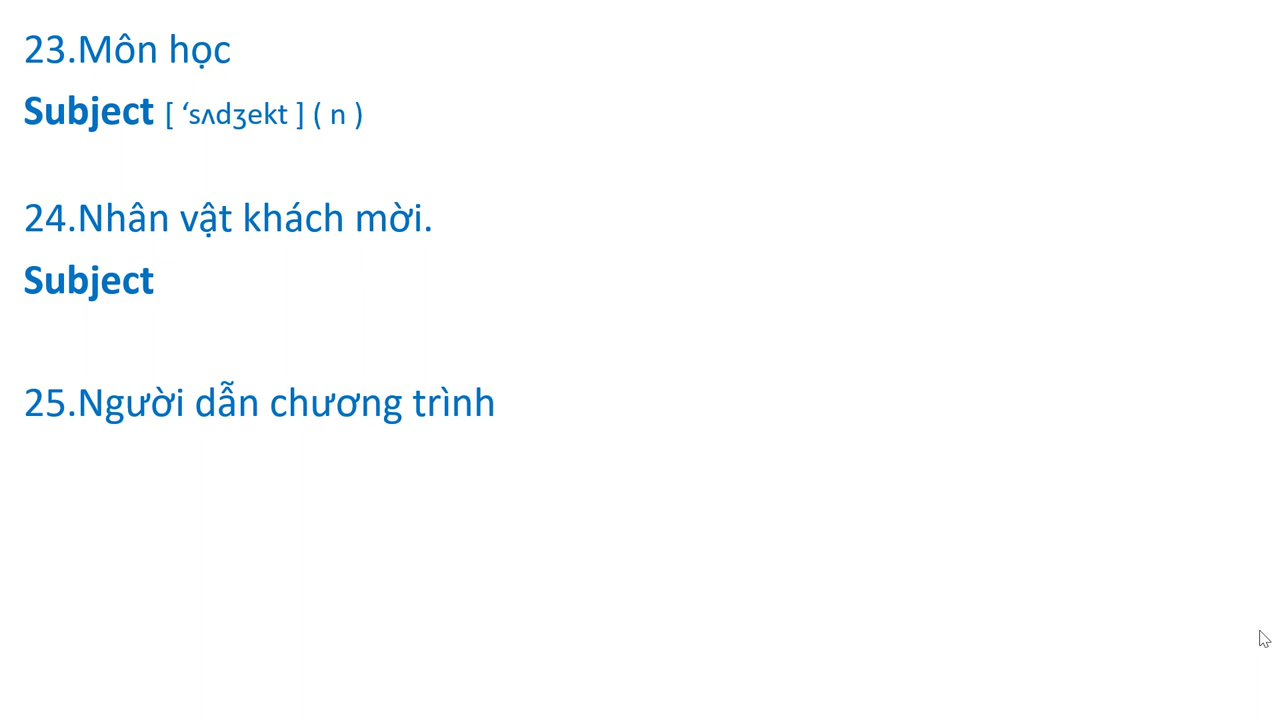 23.Môn học
Subject [ ‘sʌdʒekt ] ( n )
24.Nhân vật khách mời.
Subject
25.Người dẫn chương trình